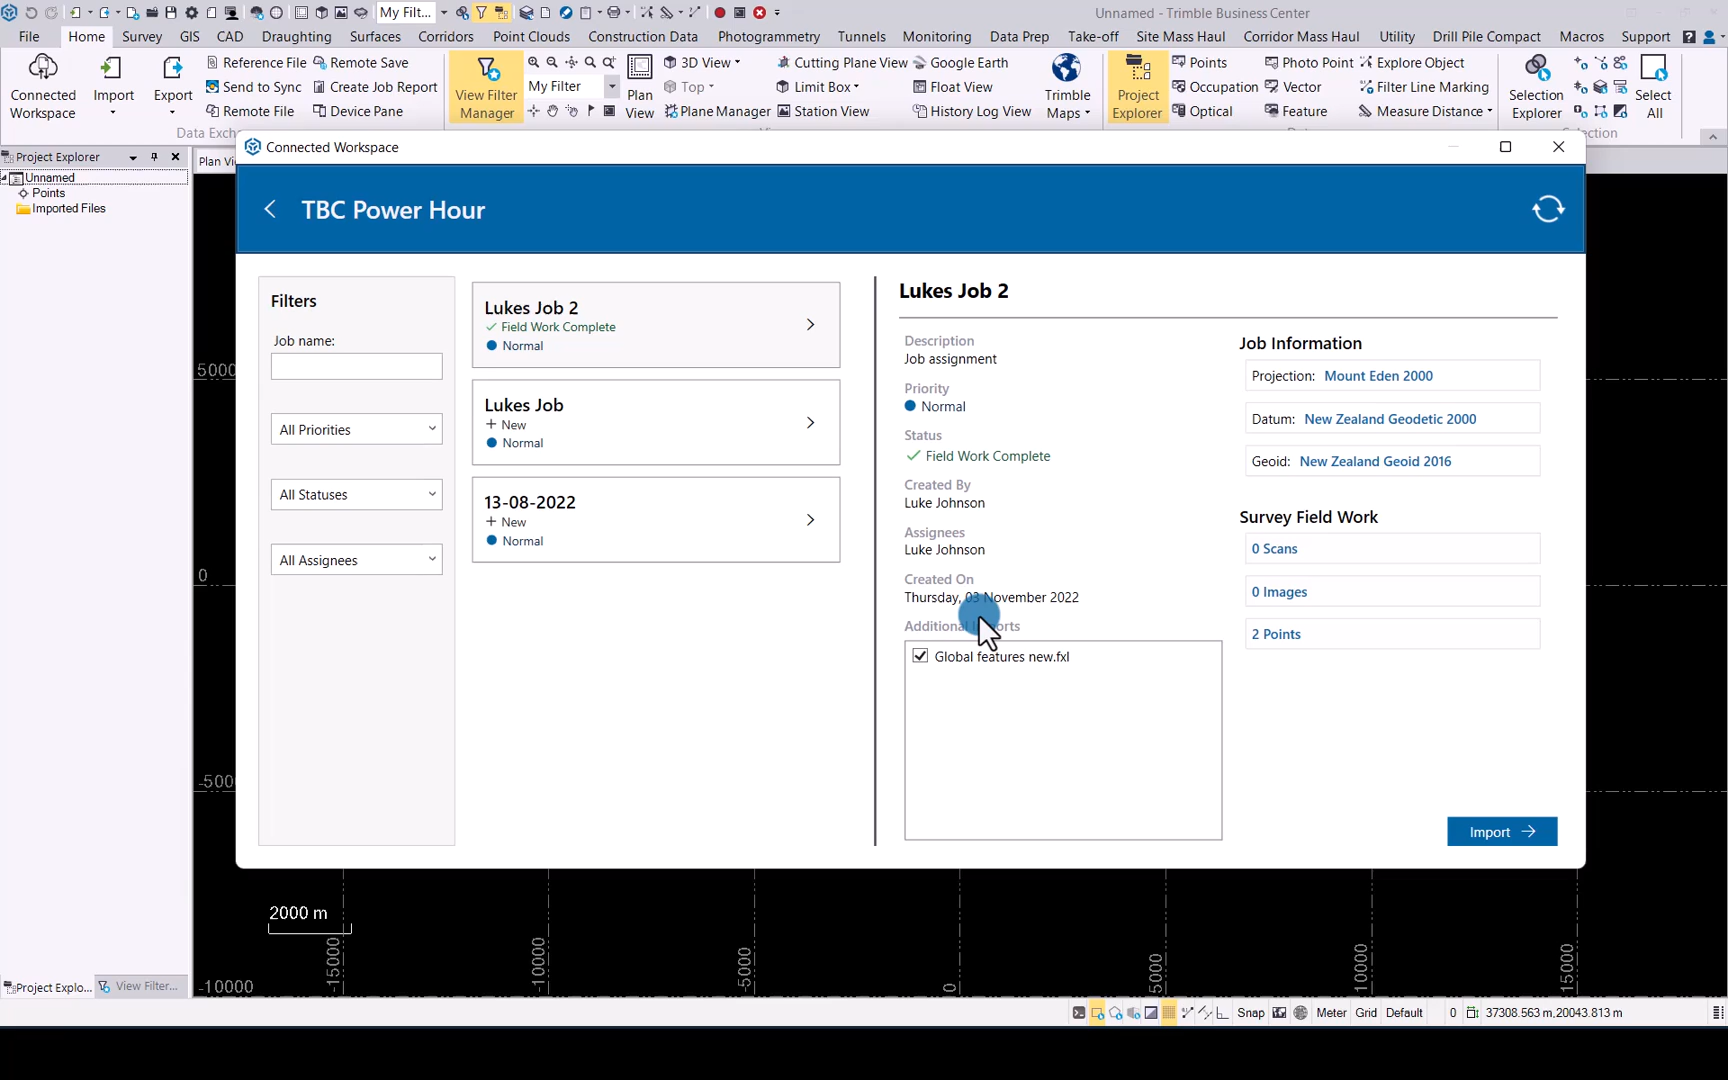 My Filt...
Unnamed - Trimble Business Center
File Home Survey GIS CAD Draughting Surfaces Corridors Point Clouds Construction Data Photogrammetry Tunnels Monitoring Data Prep Take-off Site Mass Haul Corridor Mass Haul Utility Drill Pile Compact Macros Support
Connected
Workspace
Import
Export
Reference File
Send to Sync
Remote File
Remote Save
Create Job Report
Device Pane
View Filter
Manager
My Filter
Plan
View
3D View
Top
Plane Manager
Cutting Plane View
Limit Box
Station View
Google Earth
Float View
History Log View
Trimble
Maps
Project
Explorer
Points
Occupation
Optical
Photo Point
Vector
Feature
Explore Object
Filter Line Marking
Measure Distance
Selection
Explorer
Select
All
Project Explorer
Unnamed
Points
Imported Files
Connected Workspace
TBC Power Hour
Filters
Job name:
All Priorities
All Statuses
All Assignees
Lukes Job 2
Field Work Complete
Normal
Lukes Job
+ New
Normal
13-08-2022
+ New
Normal
Lukes Job 2
Description
Job assignment
Priority
Normal
Status
Field Work Complete
Created By
Luke Johnson
Assignees
Luke Johnson
Created On
Thursday, 03 November 2022
Additional
Global features new.fxl
Job Information
Projection: Mount Eden 2000
Datum: New Zealand Geodetic 2000
Geoid: New Zealand Geoid 2016
Survey Field Work
0 Scans
0 Images
2 Points
Import
5000
0
2000 m
-10000
-15000
-10000
-5000
0
5000
10000
15000
Project Explo...
View Filter...
Snap
Meter
Grid
Default
0
37308.563 m,20043.813 m